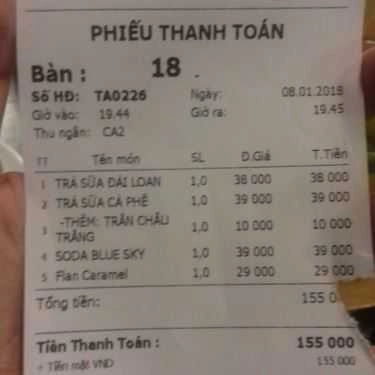 PHIẾU THANH TOÁN
Bàn : 18
Số HĐ: TA0226 Ngày: 08.01.2018
Giờ vào: 19.44 Giờ ra: 19.45
Thu ngân: CA2
TT Tên món SL Đ.Giá T.Tiền
1 TRÀ SỮA ĐÀI LOAN 1,0 38 000 38 000
2 TRÀ SỮA CÀ PHÊ 1,0 39 000 39 000
3 -THÊM: TRÂN CHÂU TRẮNG 1,0 10 000 10 000
4 SODA BLUE SKY 1,0 39 000 39 000
5 Flan Caramel 1,0 29 000 29 000
Tổng tiền: 155 0
Tiền Thanh Toán : 155 000
+ Tiền mặt VND 155 000